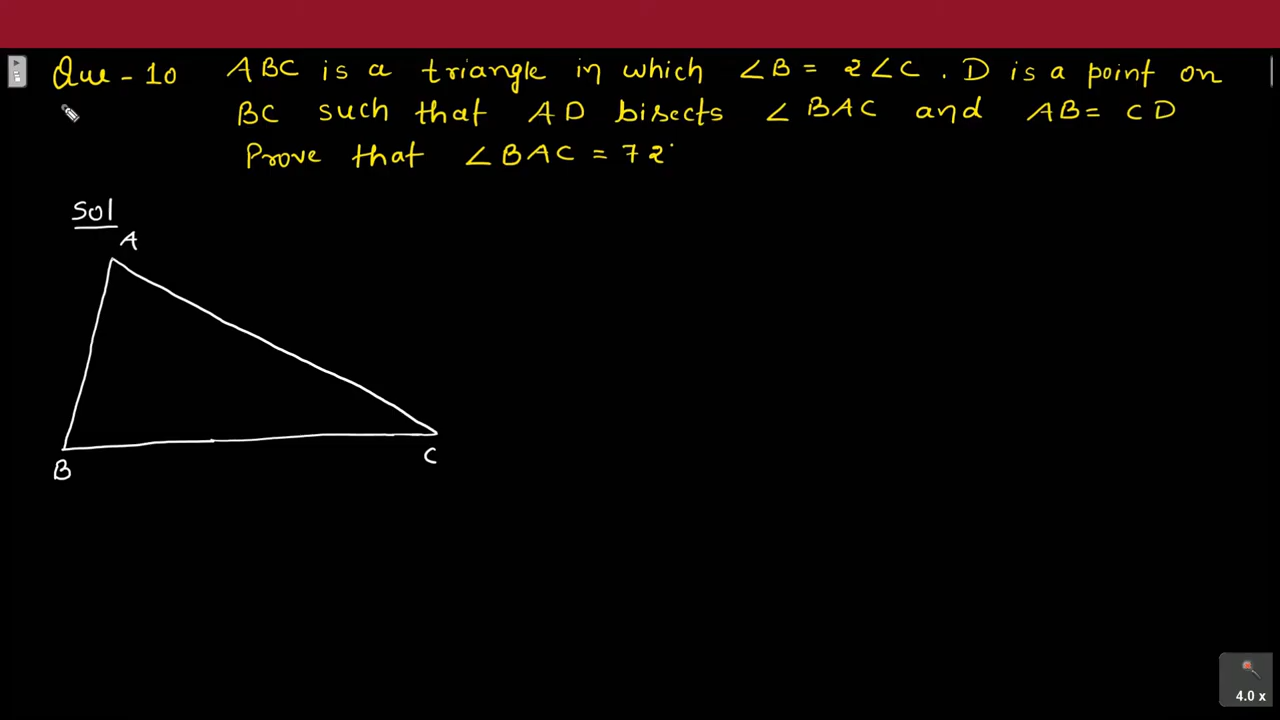 Que - 10 ABC is a triangle in which ∠B = 2∠C. D is a point on
BC such that AD bisects ∠BAC and AB = CD
Prove that ∠BAC = 72°
Sol
A
B
C
4.0 x